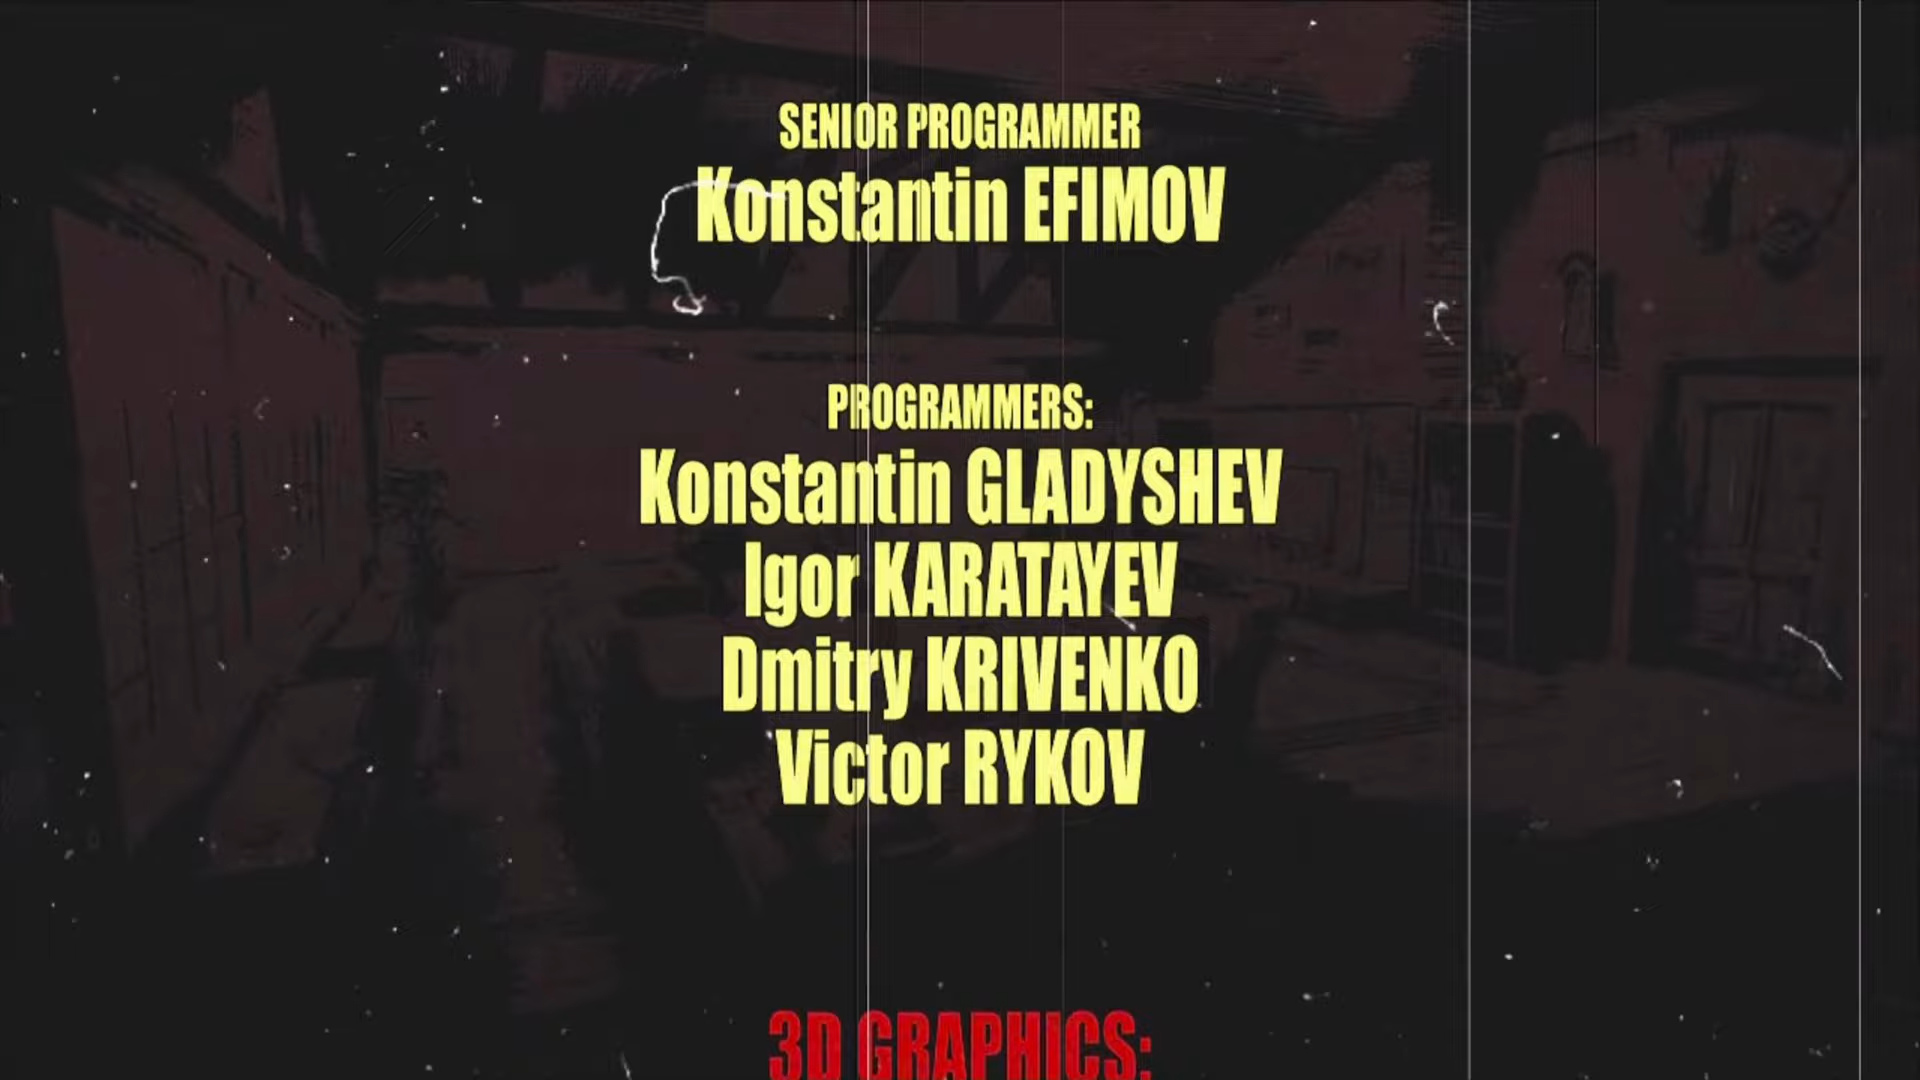 SENIOR PROGRAMMER
Konstantin EFIMOV
PROGRAMMERS:
Konstantin GLADYSHEV
Igor KARATAYEV
Dmitry KRIVENKO
Victor RYKOV
3D GRAPHICS: